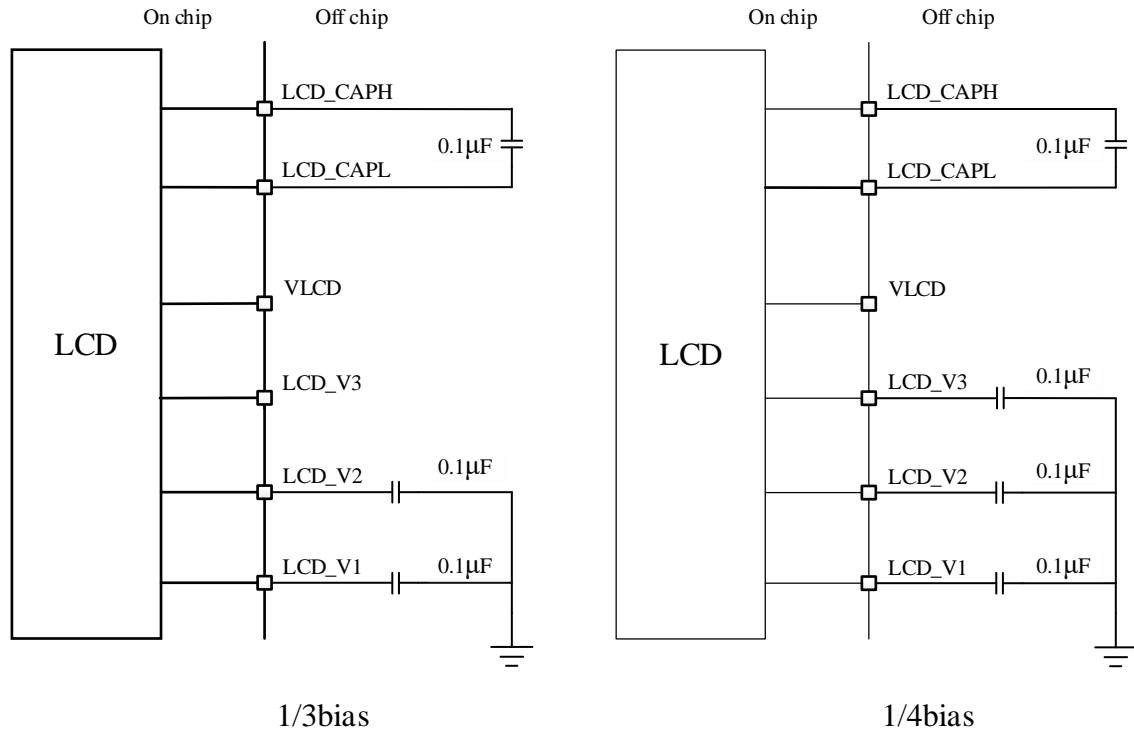 On chip
Off chip
LCD
LCD_CAPH
0.1μF
LCD_CAPL
VLCD
LCD_V3
LCD_V2
0.1μF
LCD_V1
0.1μF
1/3bias
On chip
Off chip
LCD
LCD_CAPH
0.1μF
LCD_CAPL
VLCD
LCD_V3
0.1μF
LCD_V2
0.1μF
LCD_V1
0.1μF
1/4bias